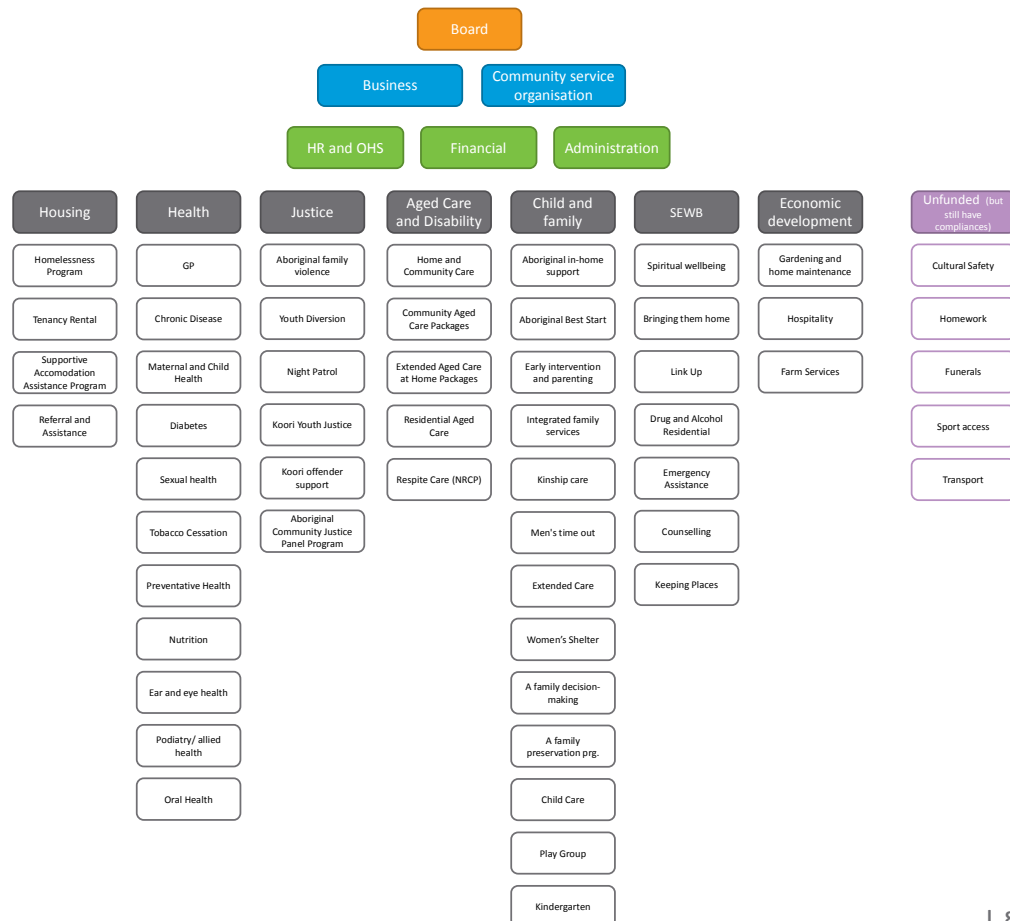 Board
Business
Community service
organisation
HR and OHS
Financial
Administration
Housing
Homelessness
Program
Tenancy Rental
Supportive
Accomodation
Assistance Program
Referral and
Assistance
Health
GP
Chronic Disease
Maternal and Child
Health
Diabetes
Sexual health
Tobacco Cessation
Preventative Health
Nutrition
Ear and eye health
Podiatry/ allied
health
Oral Health
Justice
Aboriginal family
violence
Youth Diversion
Night Patrol
Koori Youth Justice
Koori offender
support
Aboriginal
Community Justice
Panel Program
Aged Care
and Disability
Home and
Community Care
Community Aged
Care Packages
Extended Aged Care
at Home Packages
Residential Aged
Care
Respite Care (NRCP)
Child and
family
Aboriginal in-home
support
Aboriginal Best Start
Early intervention
and parenting
Integrated family
services
Kinship care
Men's time out
Extended Care
Women’s Shelter
A family decision-
making
A family
preservation prg.
Child Care
Play Group
Kindergarten
SEWB
Spiritual wellbeing
Bringing them home
Link Up
Drug and Alcohol
Residential
Emergency
Assistance
Counselling
Keeping Places
Economic
development
Gardening and
home maintenance
Hospitality
Farm Services
Unfunded (but
still have
compliances)
Cultural Safety
Homework
Funerals
Sport access
Transport